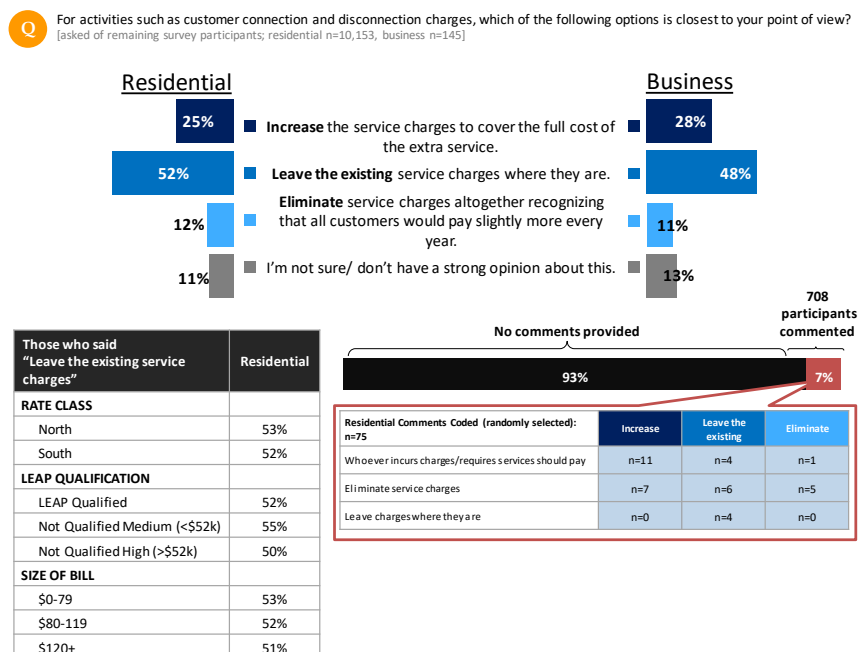 Q
For activities such as customer connection and disconnection charges, which of the following options is closest to your point of view?
[asked of remaining survey participants; residential n=10,153, business n=145]
Residential
Business
25%
Increase the service charges to cover the full cost of
the extra service.
28%
52%
Leave the existing service charges where they are.
48%
12%
Eliminate service charges altogether recognizing
that all customers would pay slightly more every
year.
11%
11%
I'm not sure/ don't have a strong opinion about this.
13%
708
participants
commented
No comments provided
93%
7%
Those who said
"Leave the existing service
charges"
Residential
RATE CLASS
North 53%
South 52%
LEAP QUALIFICATION
LEAP Qualified 52%
Not Qualified Medium (<$52k) 55%
Not Qualified High (>$52k) 50%
SIZE OF BILL
$0-79 53%
$80-119 52%
$120+ 51%
Residential Comments Coded (randomly selected):
n=75
Increase
Leave the
existing
Eliminate
Whoever incurs charges/requires services should pay n=11 n=4 n=1
Eliminate service charges n=7 n=6 n=5
Leave charges where they are n=0 n=4 n=0